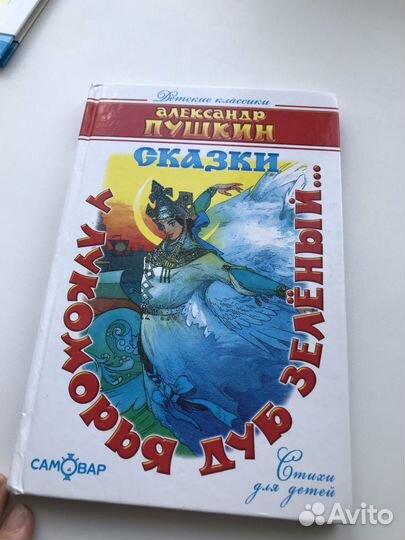 Детские классики
АЛЕКСАНДР
ПУШКИН
СКАЗКИ
У ЛУКОМОРЬЯ ДУБ ЗЕЛЁНЫЙ...
Стихи
для детей
САМОВАР
Avito